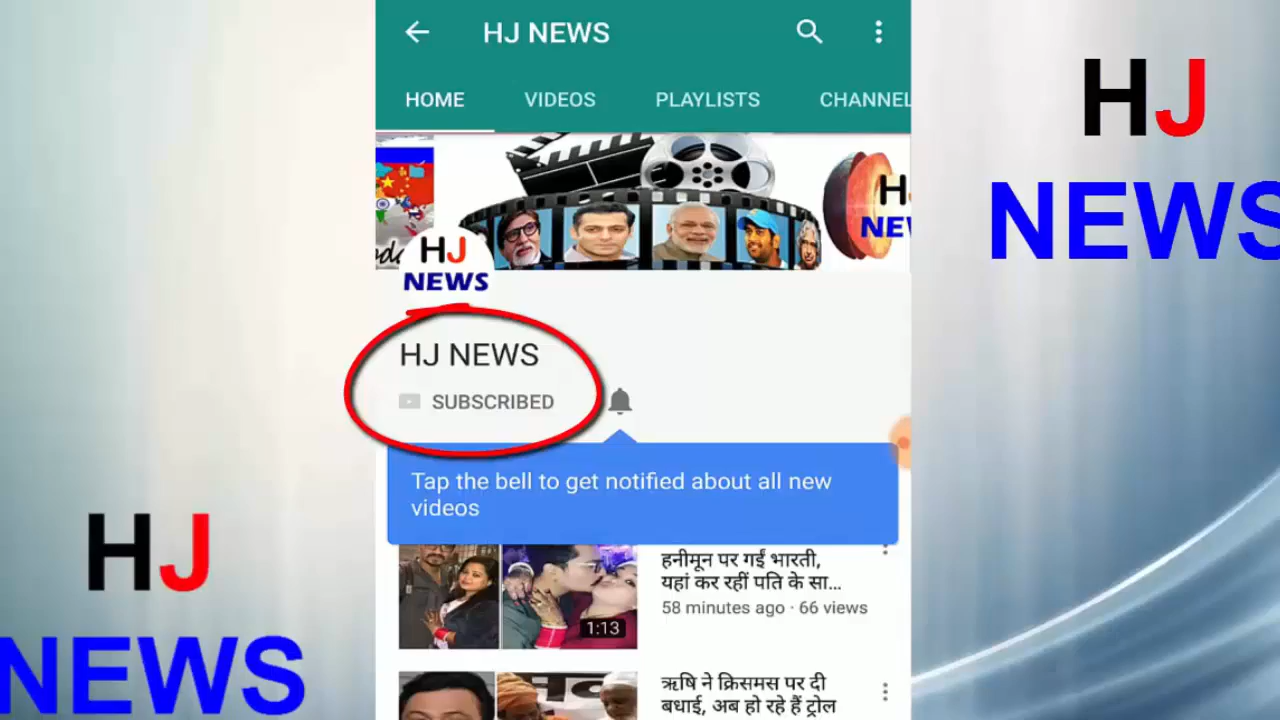 HJ NEWS
HOME VIDEOS PLAYLISTS CHANNEL
HJ
NEWS
HJ
NEWS
HJ NEWS
SUBSCRIBED
Tap the bell to get notified about all new
videos
हनीमून पर गईं भारती,
यहां कर रहीं पति के सा...
58 minutes ago · 66 views
1:13
ऋषि ने क्रिसमस पर दी
बधाई, अब हो रहे हैं ट्रोल
HJ
NEWS